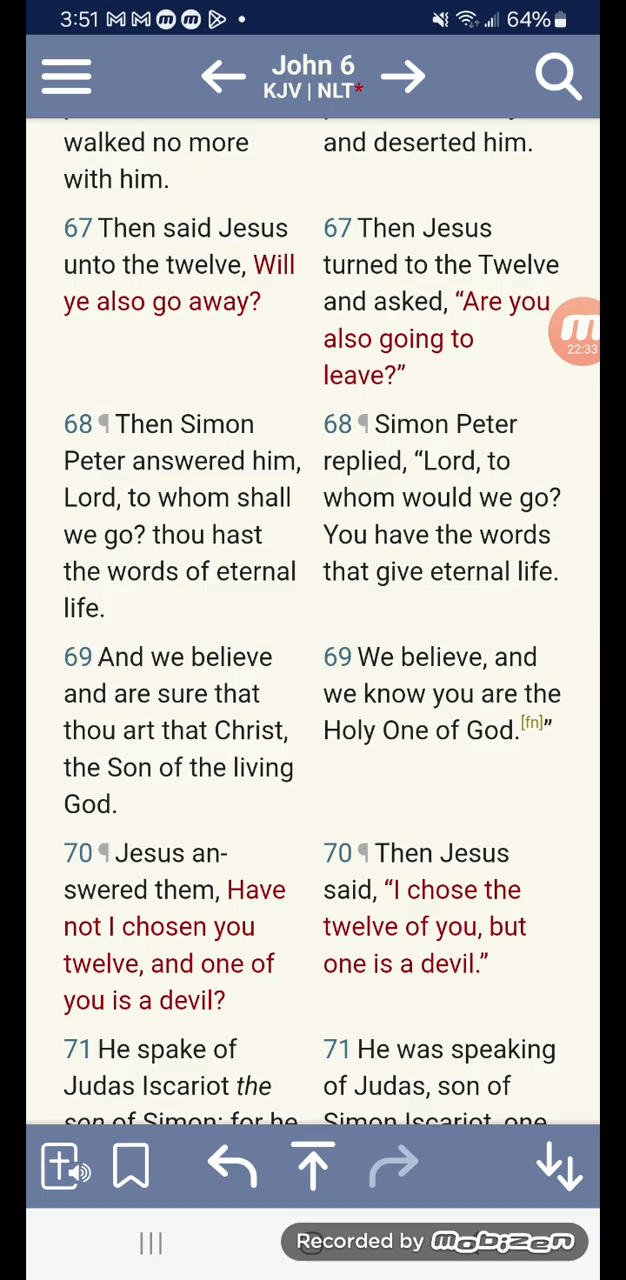 3:51
64%
John 6
KJV | NLT*
walked no more
with him.
67 Then said Jesus
unto the twelve, Will
ye also go away?
68 ¶ Then Simon
Peter answered him,
Lord, to whom shall
we go? thou hast
the words of eternal
life.
69 And we believe
and are sure that
thou art that Christ,
the Son of the living
God.
70 ¶ Jesus an-
swered them, Have
not I chosen you
twelve, and one of
you is a devil?
71 He spake of
Judas Iscariot the
son of Simon: for he
and deserted him.
67 Then Jesus
turned to the Twelve
and asked, “Are you
also going to
leave?”
68 ¶ Simon Peter
replied, “Lord, to
whom would we go?
You have the words
that give eternal life.
69 We believe, and
we know you are the
Holy One of God.[fn]”
70 ¶ Then Jesus
said, “I chose the
twelve of you, but
one is a devil.”
71 He was speaking
of Judas, son of
Simon Iscariot, one
22:33
Recorded by mobizen